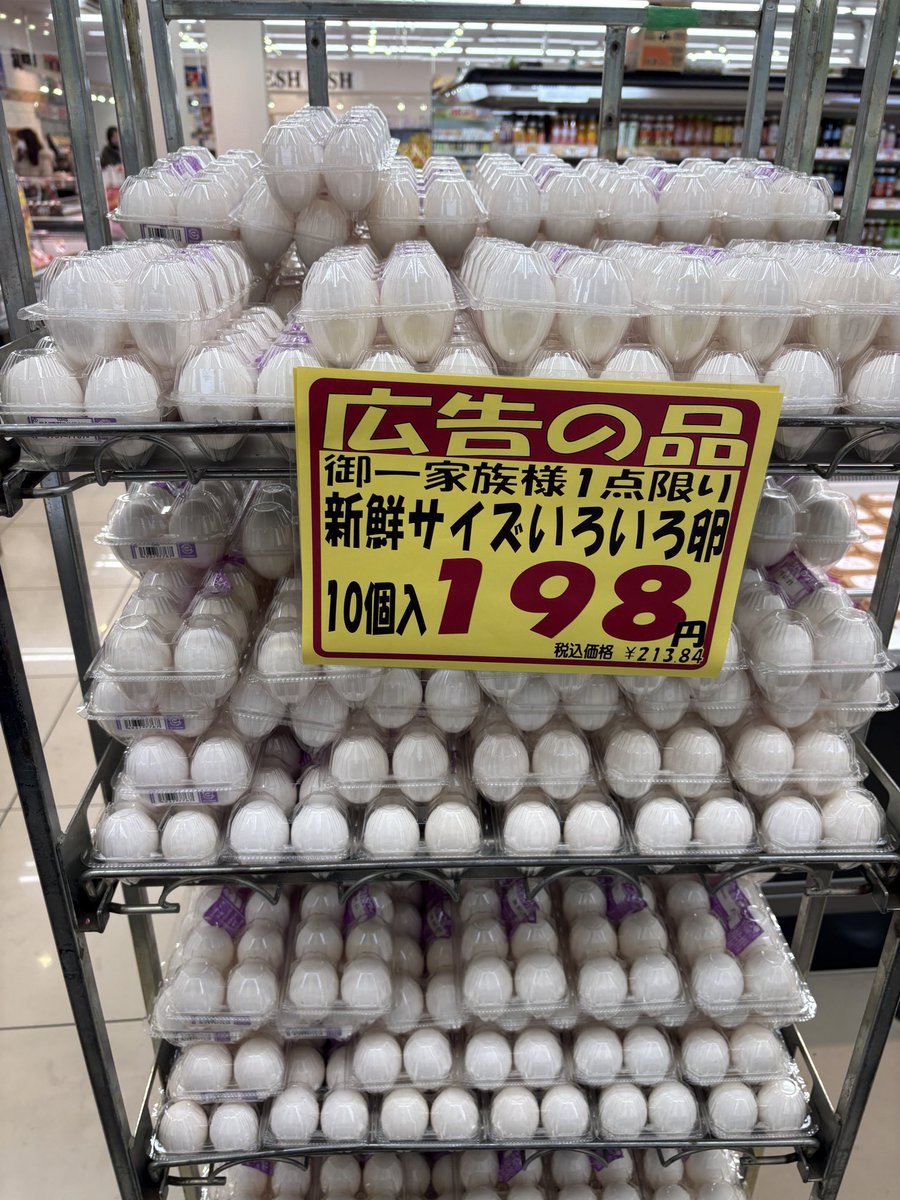 広告の品
御一家族様1点限り
新鮮サイズいろいろ卵
10個入 198円
税込価格 ¥213.84